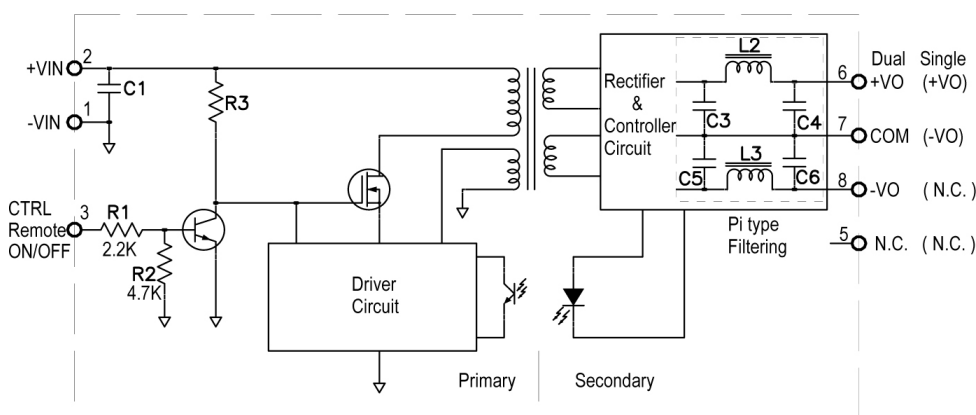 Dual Single
+VIN 2
C1
1
-VIN
R3
Rectifier
&
Controller
Circuit
L2
C3
C4
L3
C5
C6
6 +VO (+VO)
7 COM (-VO)
8 -VO ( N.C. )
5 N.C. ( N.C. )
Pi type
Filtering
CTRL
Remote
ON/OFF
3
R1
2.2K
R2
4.7K
Driver
Circuit
Primary
Secondary